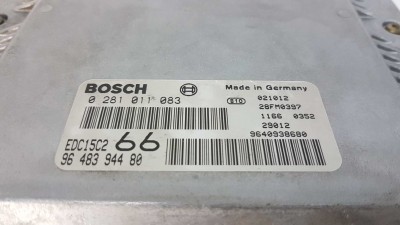 BOSCH
Made in Germany
0 281 011 083
021012
28FM0397
1166 0352
29012
9640938680
EDC15C2 66
96 483 944 80